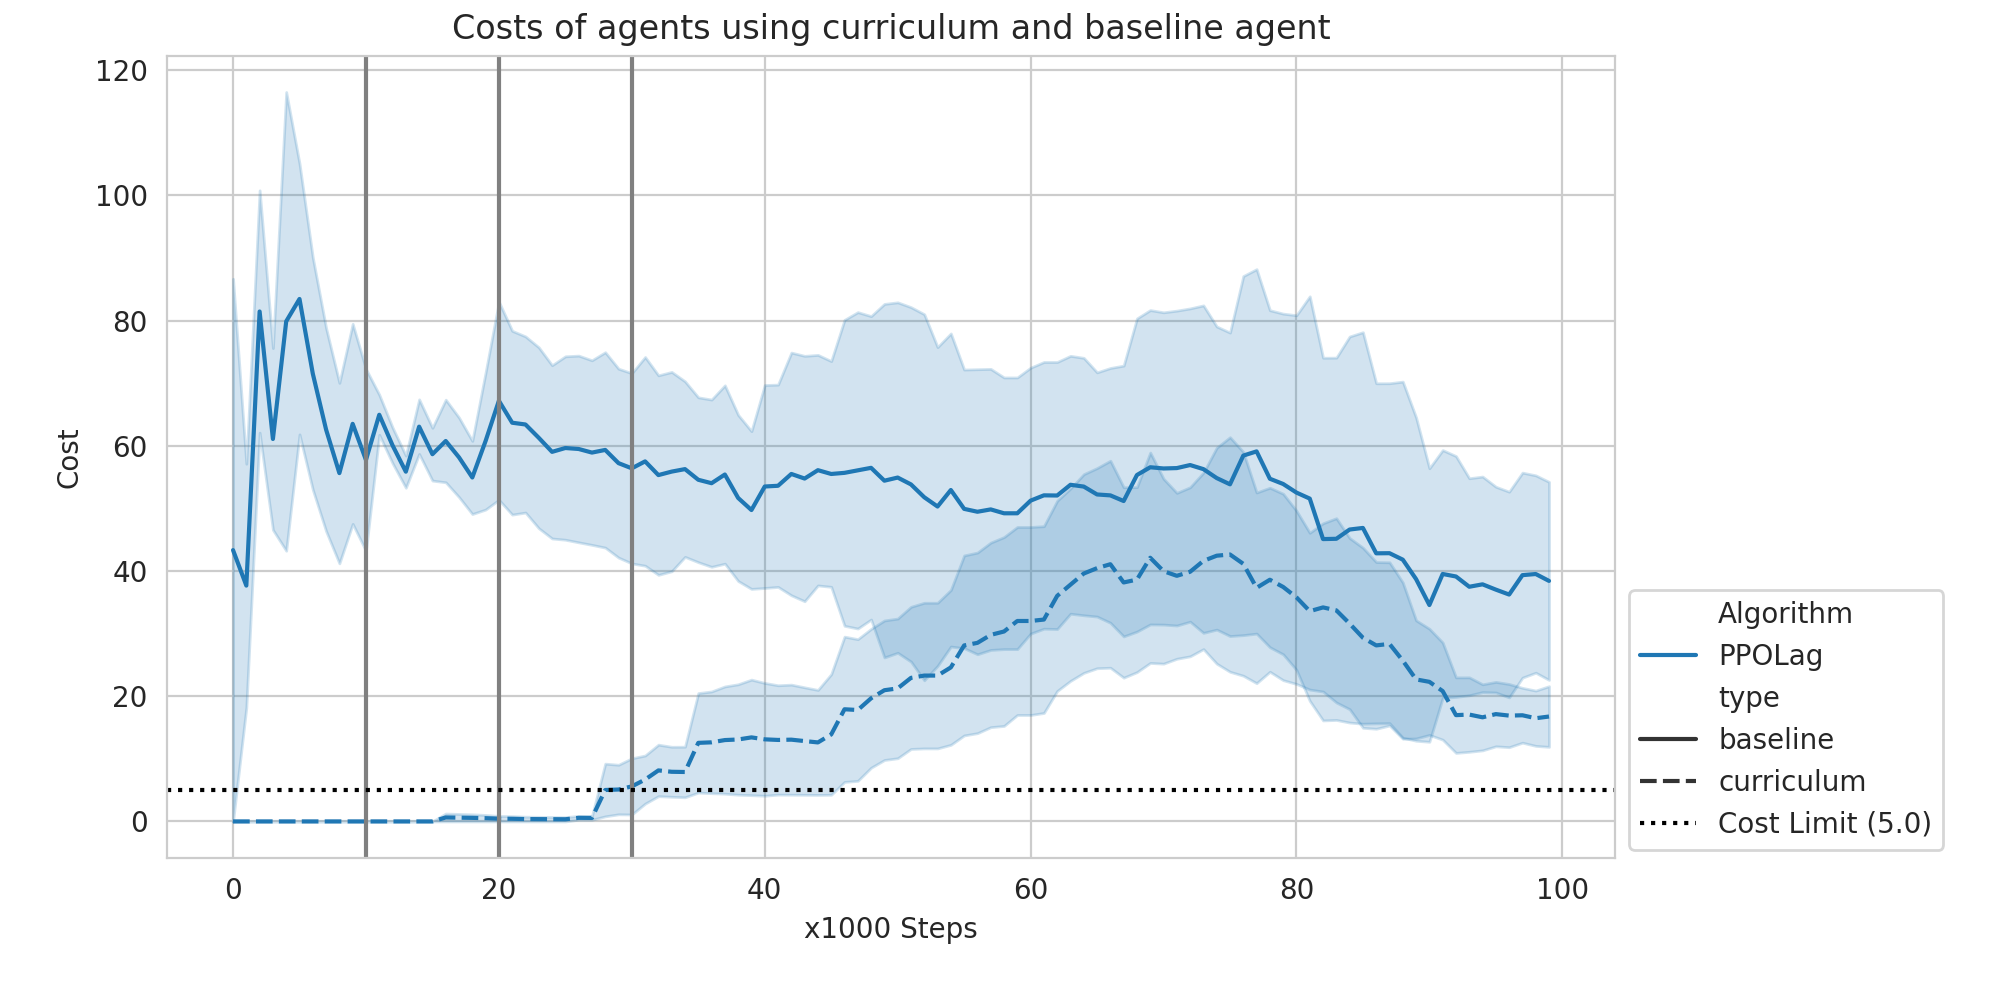 Costs of agents using curriculum and baseline agent
120
100
80
60
40
20
0
Cost
0 20 40 60 80 100
x1000 Steps
Algorithm
PPOLag
type
baseline
curriculum
Cost Limit (5.0)